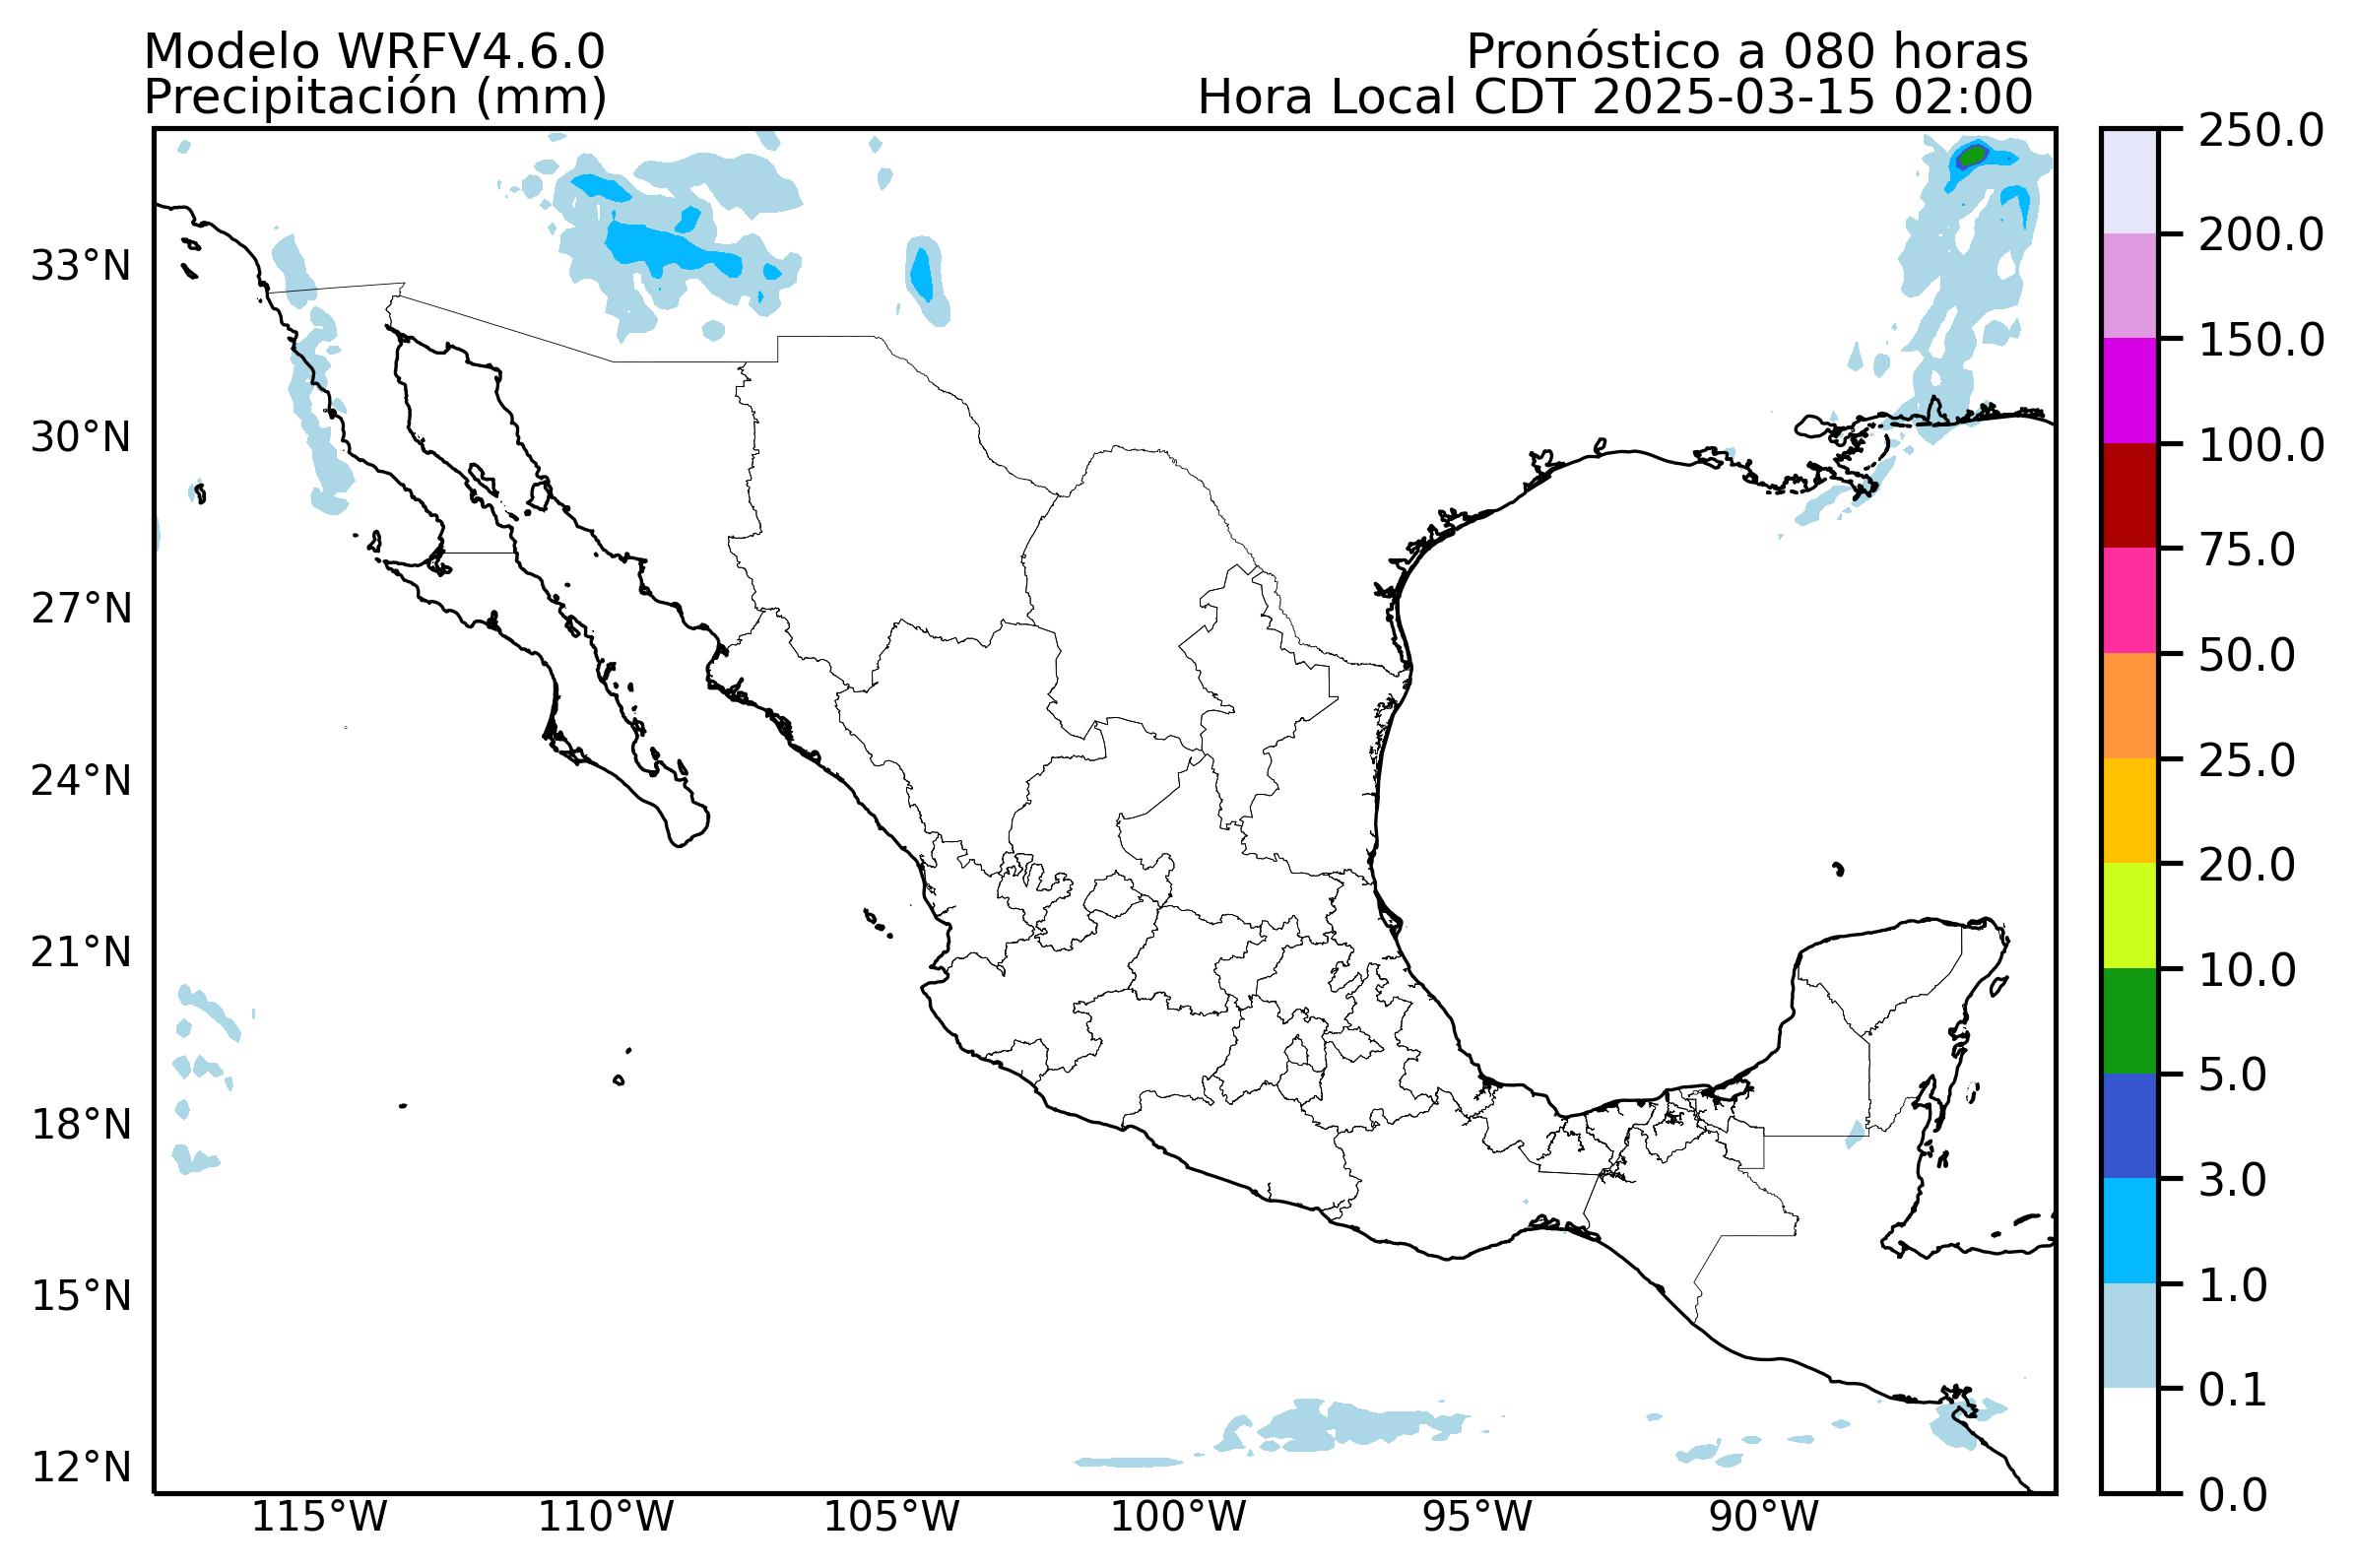 Modelo WRFV4.6.0
Precipitación (mm)
Pronóstico a 080 horas
Hora Local CDT 2025-03-15 02:00
33°N
30°N
27°N
24°N
21°N
18°N
15°N
12°N
115°W
110°W
105°W
100°W
95°W
90°W
250.0
200.0
150.0
100.0
75.0
50.0
25.0
20.0
10.0
5.0
3.0
1.0
0.1
0.0